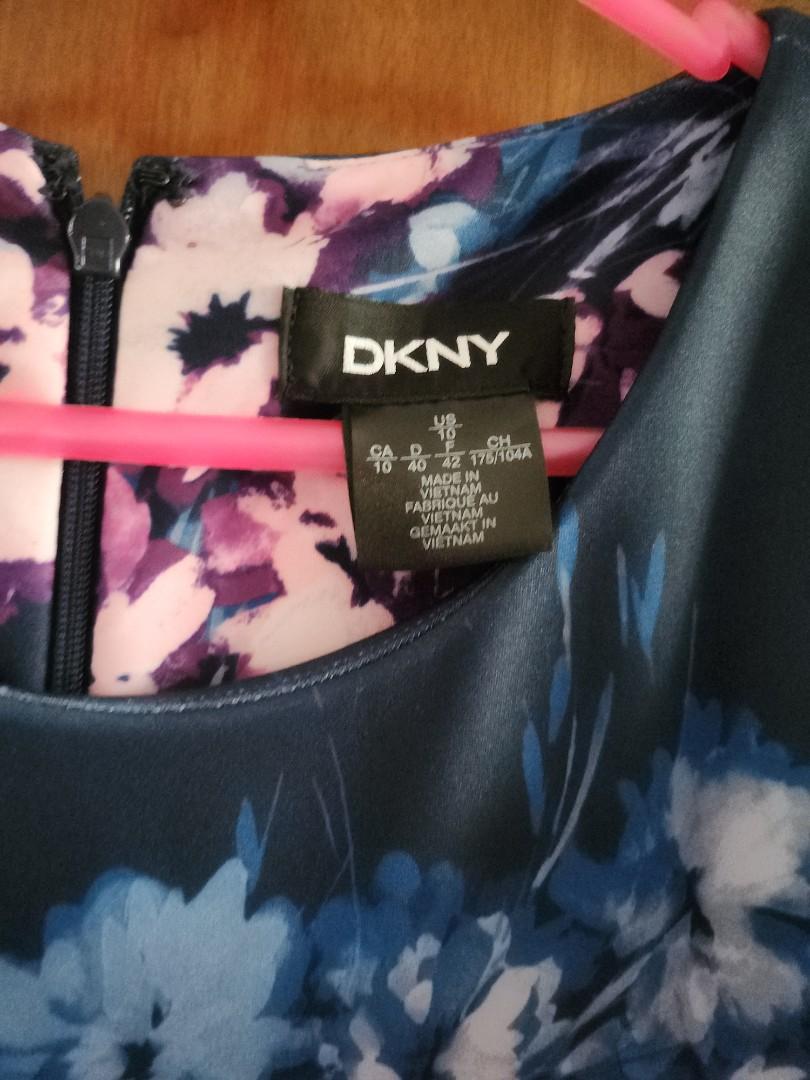 DKNY
US
10
CA D F CH
10 40 42 175/104A
MADE IN
VIETNAM
FABRIQUÉ AU
VIETNAM
GEMAAKT IN
VIETNAM